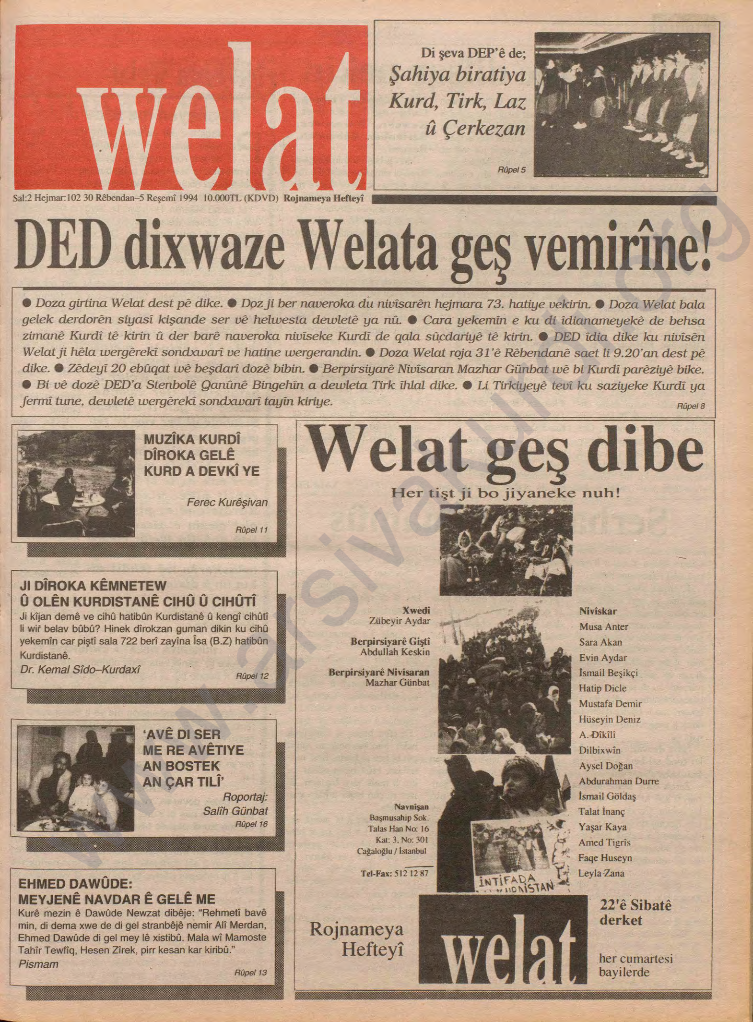 welat
Di şeva DEP'ê de;
Şahiya biratiya
Kurd, Tirk, Laz
û Çerkezan
Rûpel 5
Sal:2 Hejmar:102 30 Rêbendan–5 Reşemî 1994 10.000TL (KDVD) Rojnameya Hefteyî
DED dixwaze Welata geş vemirîne!
● Doza girtina Welat dest pê dike. ● Doz ji ber naveroka du nivîsarên hejmara 73. hatiye vekirin. ● Doza Welat bala
gelek derdorên siyasî kişande ser vê helwesta dewletê ya nû. ● Cara yekemîn e ku di îdianameyekê de behsa
zimanê Kurdî tê kirin û der barê naveroka nivîseke Kurdî de qala sûçdariyê tê kirin. ● DED îdia dike ku nivîsên
Welat ji hêla wergêrekî sondxwarî ve hatine wergerandin. ● Doza Welat roja 31'ê Rêbendanê saet li 9.20'an dest pê
dike. ● Zêdeyî 20 ebûqat wê beşdarî dozê bibin. ● Berpirsiyarê Nivîsaran Mazhar Günbat wê bi Kurdî parêziyê bike.
● Bi vê dozê DED'a Stenbolê Qanûnê Bingehîn a dewleta Tirk îhlal dike. ● Li Tirkiyeyê tevî ku saziyeke Kurdî ya
fermî tune, dewletê wergêrekî sondxwarî tayîn kiriye.
Rûpel 8
MUZÎKA KURDÎ
DÎROKA GELÊ
KURD A DEVKÎ YE
Ferec Kurêşivan
Rûpel 11
JI DÎROKA KÊMNETEW
Û OLÊN KURDISTANÊ CIHÛ Û CIHÛTÎ
Ji kîjan demê ve cihû hatibûn Kurdistanê û kengî cihûtî
li wir belav bûbû? Hinek dîrokzan guman dikin ku cihû
yekemîn car piştî sala 722 berî zayîna Îsa (B.Z) hatibûn
Kurdistanê.
Dr. Kemal Sîdo–Kurdaxî
Rûpel 12
'AVÊ DI SER
ME RE AVÊTIYE
AN BOSTEK
AN ÇAR TILÎ'
Roportaj:
Salîh Günbat
Rûpel 16
EHMED DAWÛDE:
MEYJENÊ NAVDAR Ê GELÊ ME
Kurê mezin ê Dawûde Newzat dibêje: "Rehmetî bavê
min, di dema xwe de di gel stranbêjê nemir Alî Merdan,
Ehmed Dawûde di gel mey lê xistibû. Mala wî Mamoste
Tahîr Tewfîq, Hesen Zîrek, pirr kesan kar kiribû."
Pismam
Rûpel 13
Welat geş dibe
Her tişt ji bo jiyaneke nuh!
Xwedî
Zübeyir Aydar
Berpirsiyarê Giştî
Abdullah Keskin
Berpirsiyarê Nivîsaran
Mazhar Günbat
Navnîşan
Başmusahip Sok.
Talas Han No: 16
Kat: 3, No: 301
Cağaloğlu / İstanbul
Tel-Fax: 512 12 87
Nivîskar
Musa Anter
Sara Akan
Evin Aydar
İsmail Beşikçi
Hatip Dicle
Mustafa Demir
Hüseyin Deniz
A. Dîkîlî
Dilbixwîn
Aysel Doğan
Abdurahman Durre
İsmail Göldaş
Talat İnanç
Yaşar Kaya
Amed Tigrîs
Faqe Huseyn
Leyla Zana
İNTİFADA
KURDİSTAN
Rojnameya
Hefteyî
welat
22'ê Sibatê
derket
her cumartesi
bayilerde
www.arsivakurd.org